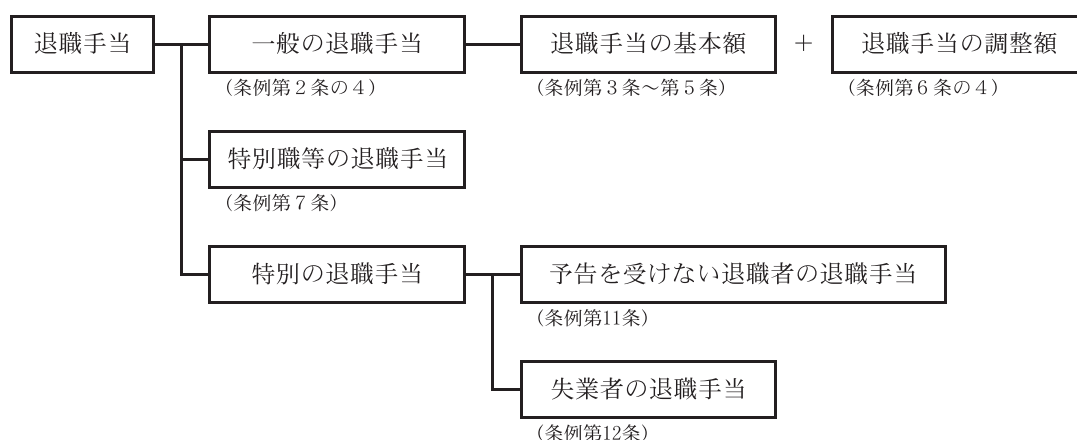 退職手当 一般の退職手当 退職手当の基本額 + 退職手当の調整額
(条例第2条の4) (条例第3条~第5条) (条例第6条の4)
特別職等の退職手当
(条例第7条)
特別の退職手当 予告を受けない退職者の退職手当
(条例第11条)
失業者の退職手当
(条例第12条)